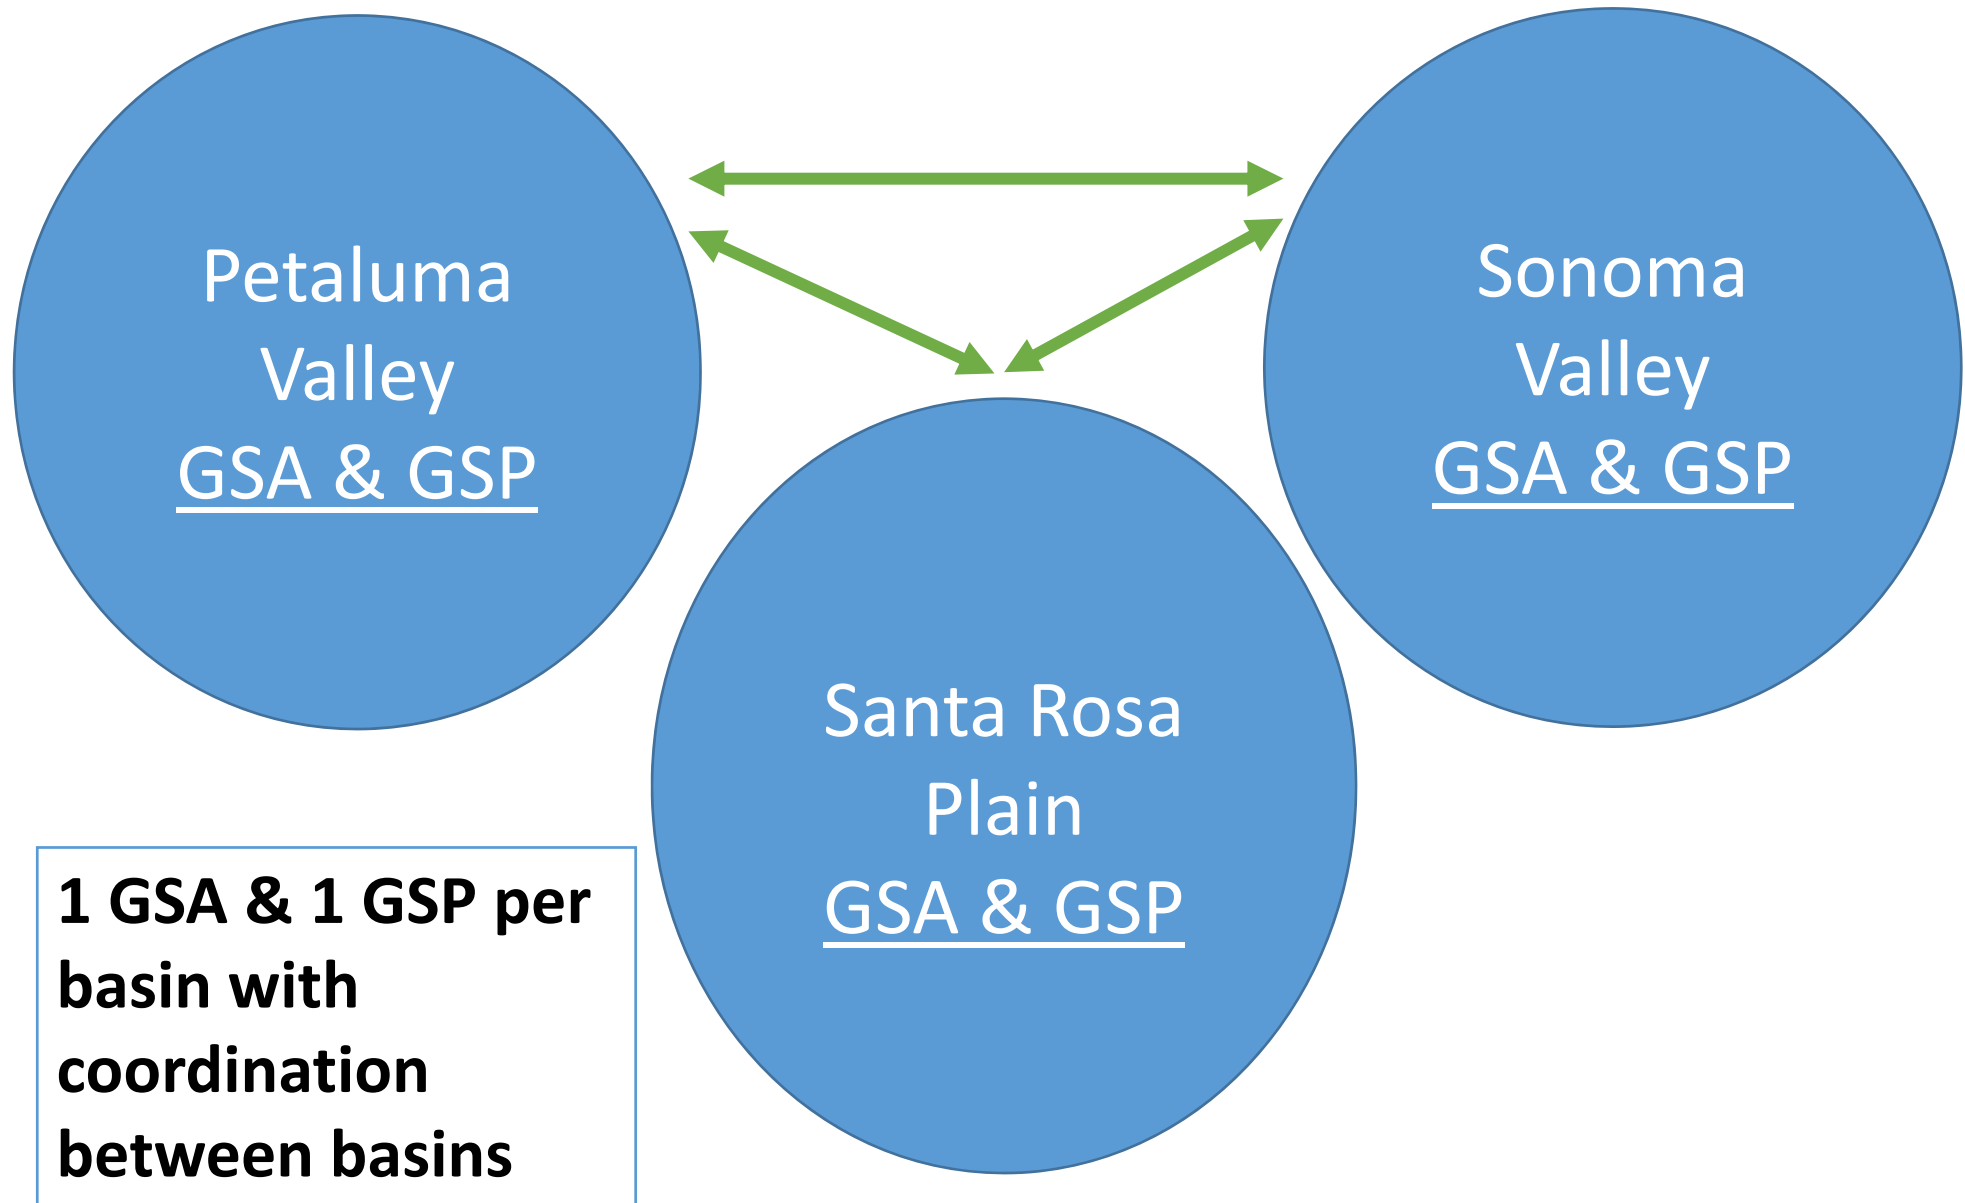 Petaluma
Valley
GSA & GSP
Sonoma
Valley
GSA & GSP
Santa Rosa
Plain
GSA & GSP
1 GSA & 1 GSP per
basin with
coordination
between basins